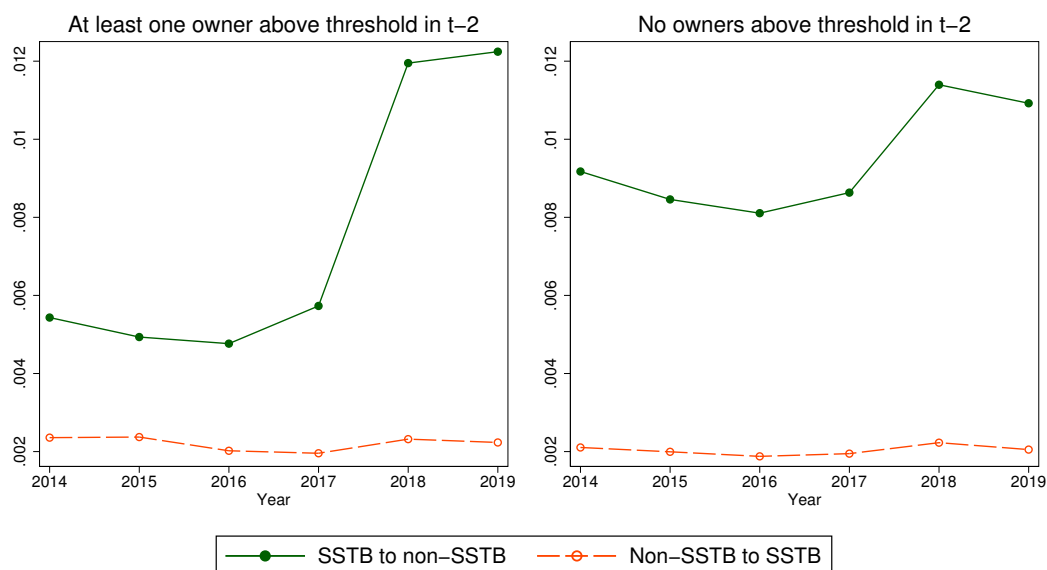 At least one owner above threshold in t−2
.012
.01
.008
.006
.004
.002
2014 2015 2016 2017 2018 2019
Year
No owners above threshold in t−2
.012
.01
.008
.006
.004
.002
2014 2015 2016 2017 2018 2019
Year
SSTB to non−SSTB Non−SSTB to SSTB